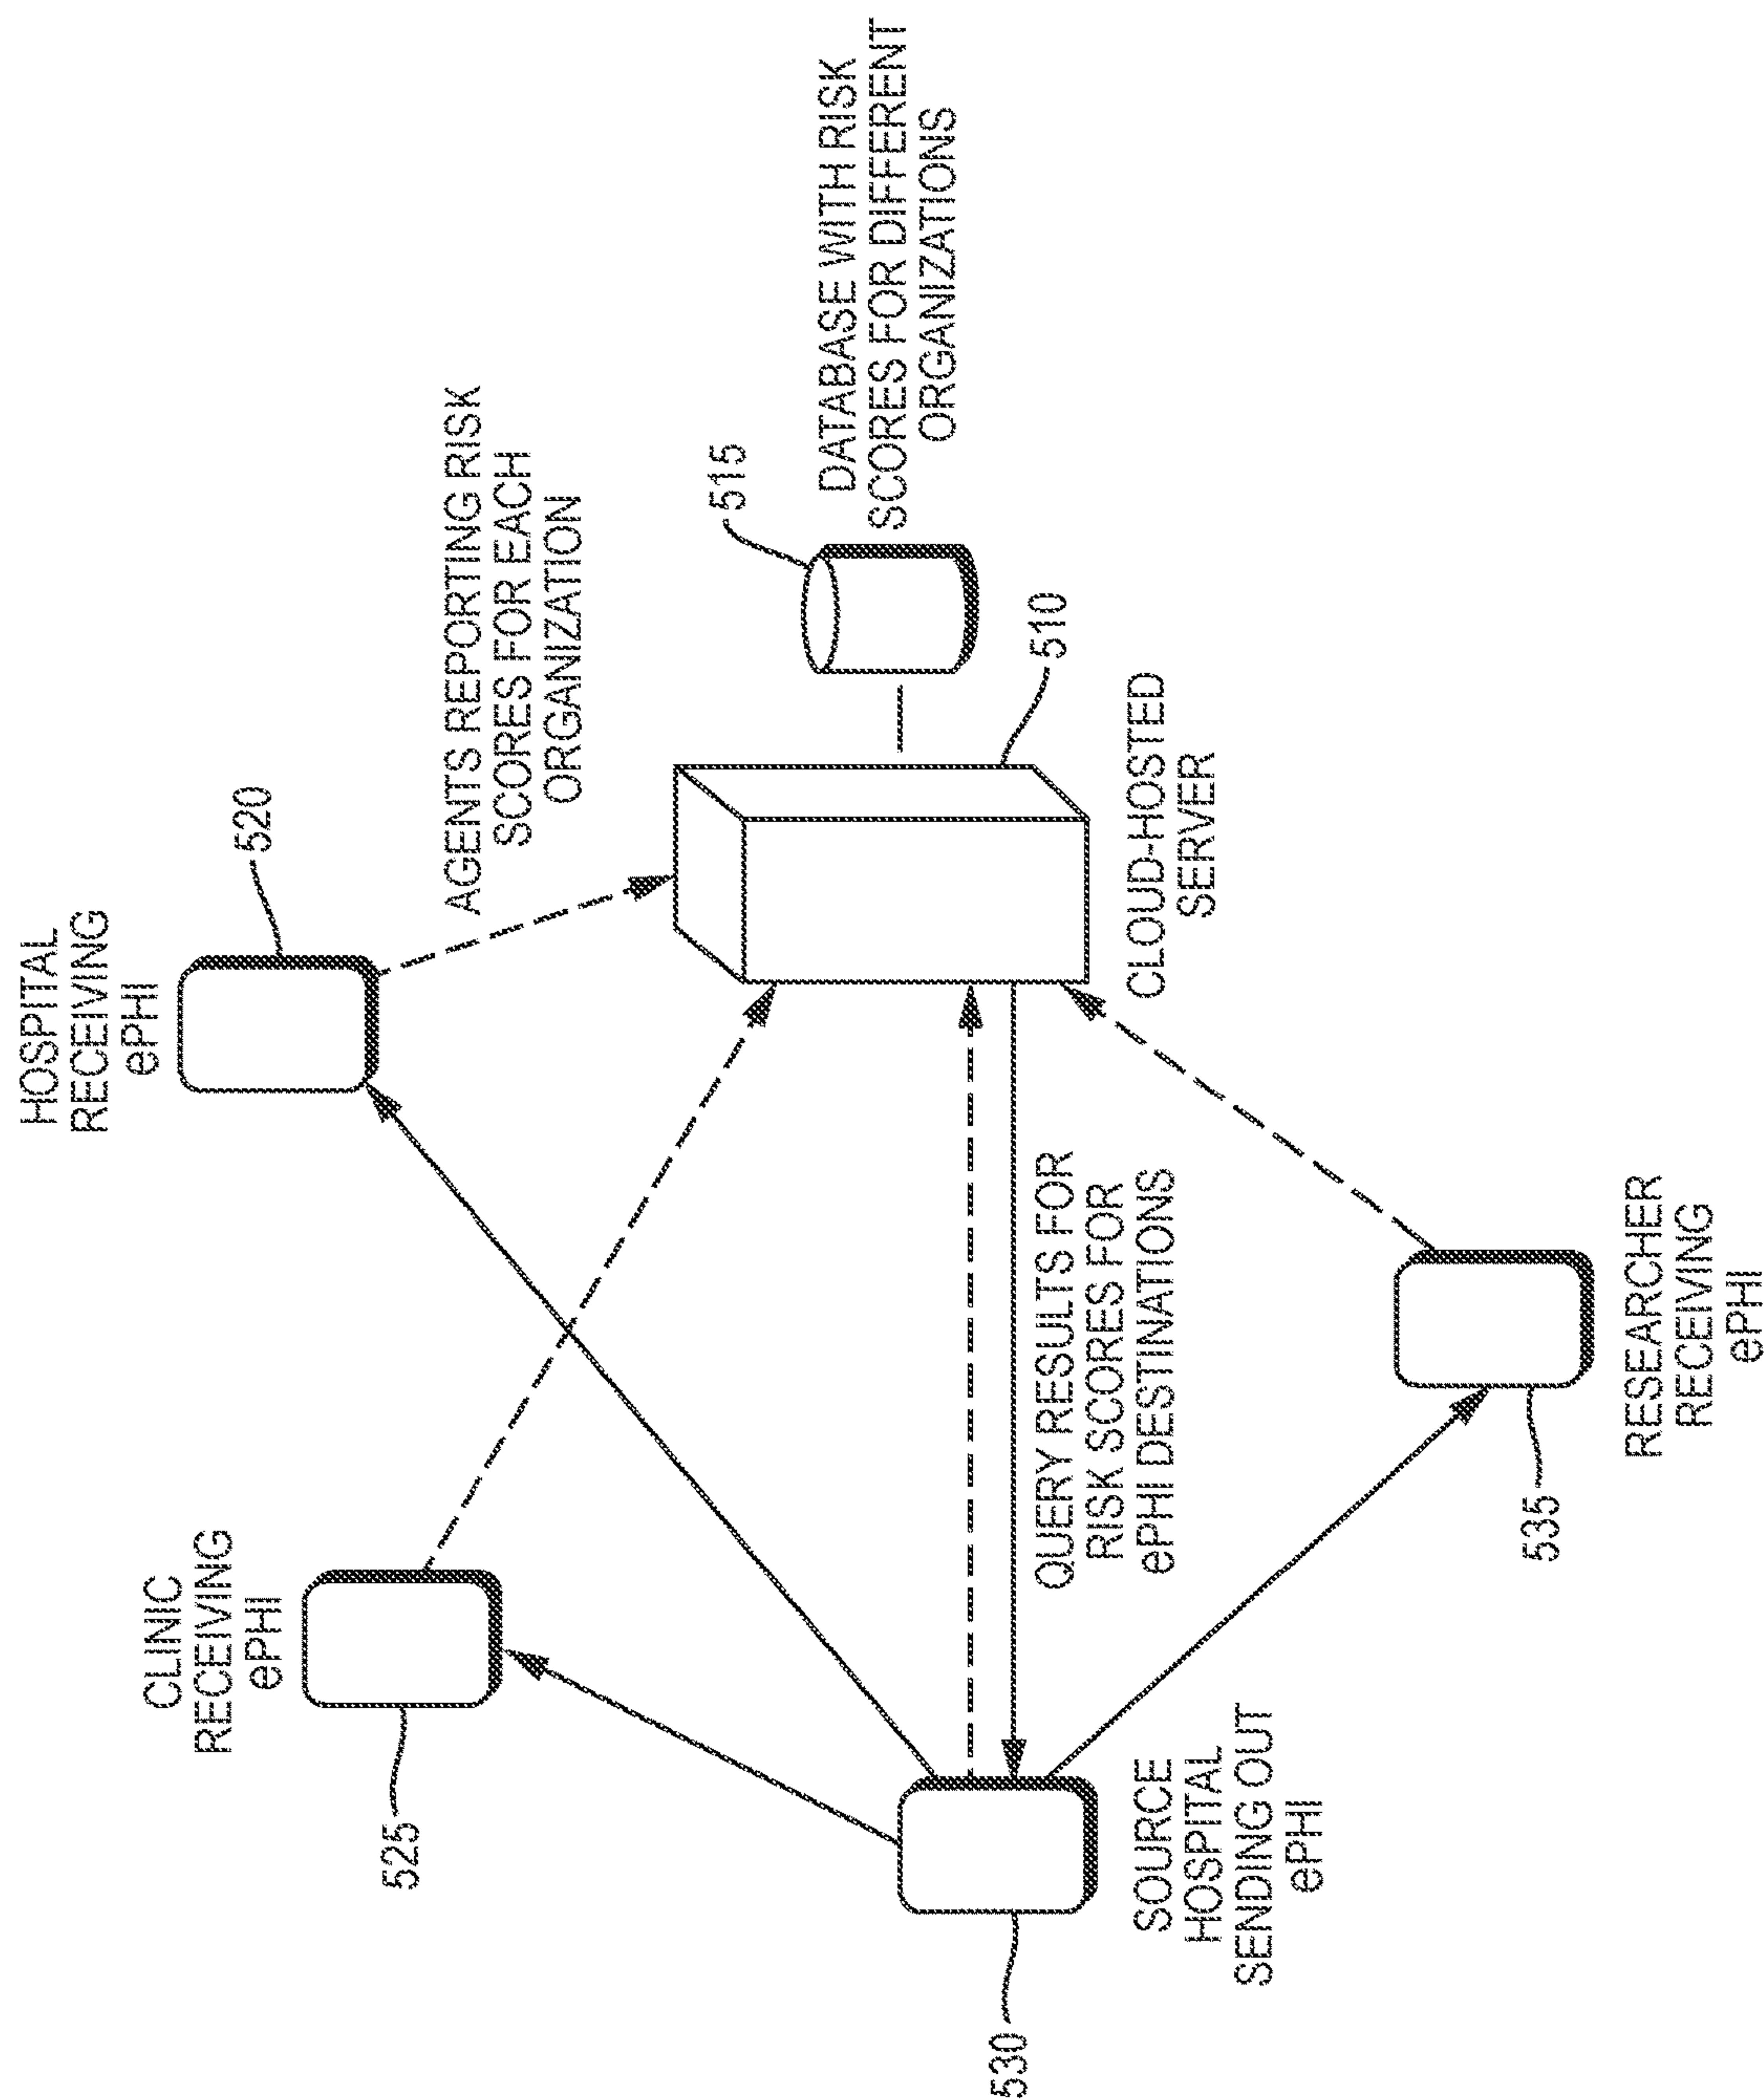 HOSPITAL
RECEIVING
ePHI
520
CLINIC
RECEIVING
ePHI
525
AGENTS REPORTING RISK
SCORES FOR EACH
ORGANIZATION
515
DATABASE WITH RISK
SCORES FOR DIFFERENT
ORGANIZATIONS
510
CLOUD-HOSTED
SERVER
QUERY RESULTS FOR
RISK SCORES FOR
ePHI DESTINATIONS
530
SOURCE
HOSPITAL
SENDING OUT
ePHI
535
RESEARCHER
RECEIVING
ePHI